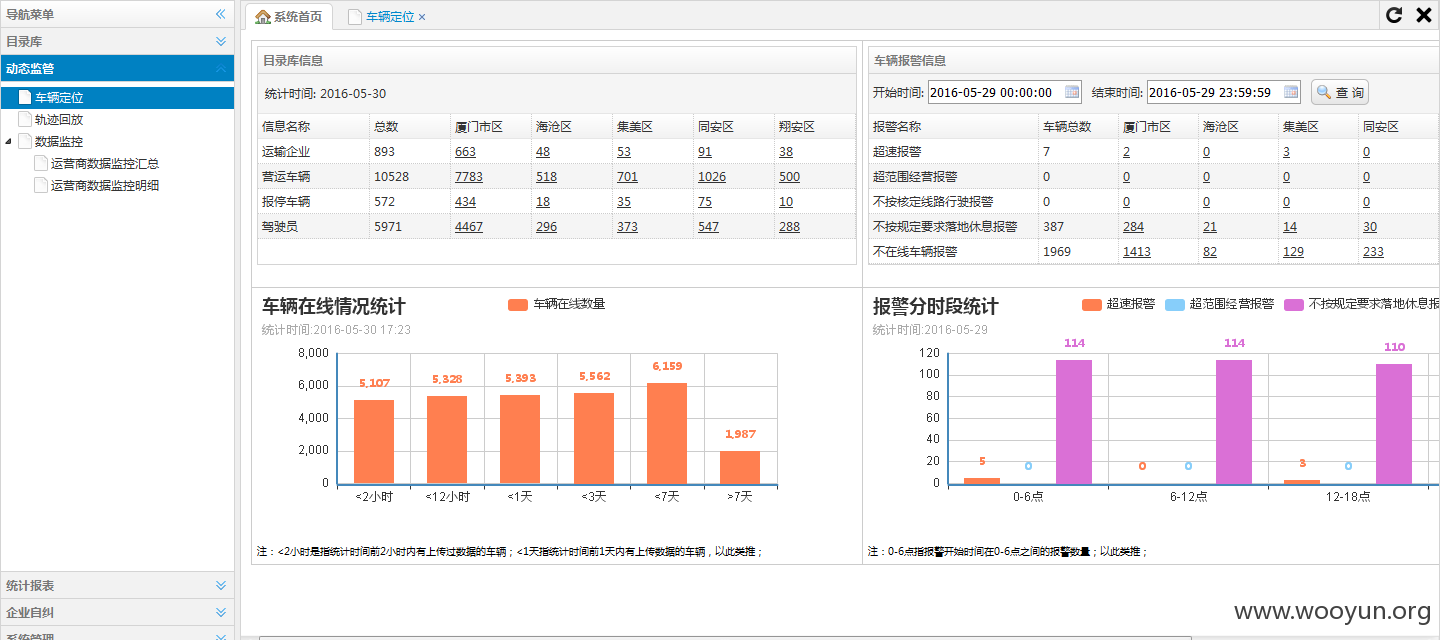 导航菜单
目录库
动态监管
车辆定位
轨迹回放
数据监控
运营商数据监控汇总
运营商数据监控明细
统计报表
企业自纠
系统管理
系统首页 车辆定位 ×
目录库信息
统计时间: 2016-05-30
信息名称 总数 厦门市区 海沧区 集美区 同安区 翔安区
运输企业 893 663 48 53 91 38
营运车辆 10528 7783 518 701 1026 500
报停车辆 572 434 18 35 75 10
驾驶员 5971 4467 296 373 547 288
车辆报警信息
开始时间: 2016-05-29 00:00:00 结束时间: 2016-05-29 23:59:59 查 询
报警名称 车辆总数 厦门市区 海沧区 集美区 同安区
超速报警 7 2 0 3 0
超范围经营报警 0 0 0 0 0
不按核定线路行驶报警 0 0 0 0 0
不按规定要求落地休息报警 387 284 21 14 30
不在线车辆报警 1969 1413 82 129 233
车辆在线情况统计 车辆在线数量
统计时间:2016-05-30 17:23
8,000
6,000
4,000
2,000
0
5,107 5,328 5,393 5,562 6,159 1,987
<2小时 <12小时 <1天 <3天 <7天 >7天
注：<2小时是指统计时间前2小时内有上传过数据的车辆；<1天指统计时间前1天内有上传数据的车辆，以此类推；
报警分时段统计 超速报警 超范围经营报警 不按规定要求落地休息报
统计时间:2016-05-29
120
100
80
60
40
20
0
5 0 114 0 0 114 3 0 110
0-6点 6-12点 12-18点
注：0-6点指报警开始时间在0-6点之间的报警数量；以此类推；
www.wooyun.org